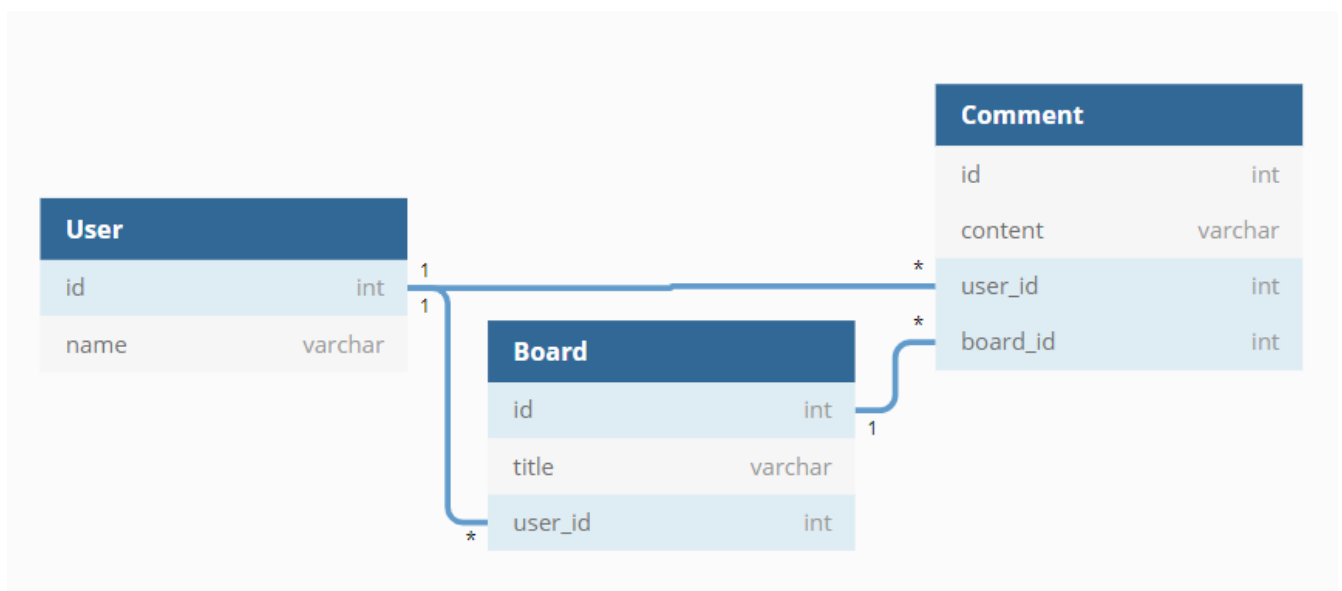 User
id int
name varchar
1
1
*
Board
id int
title varchar
user_id int
1
*
*
Comment
id int
content varchar
user_id int
board_id int